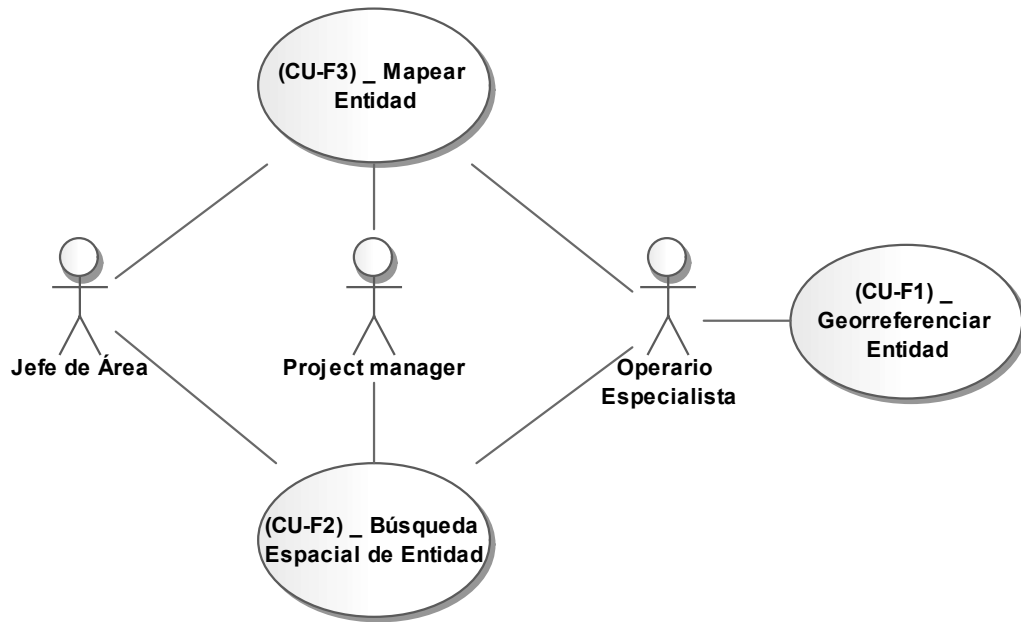 (CU-F3) _ Mapear
Entidad
(CU-F1) _
Georreferenciar
Entidad
Jefe de Área
Project manager
Operario
Especialista
(CU-F2) _ Búsqueda
Espacial de Entidad